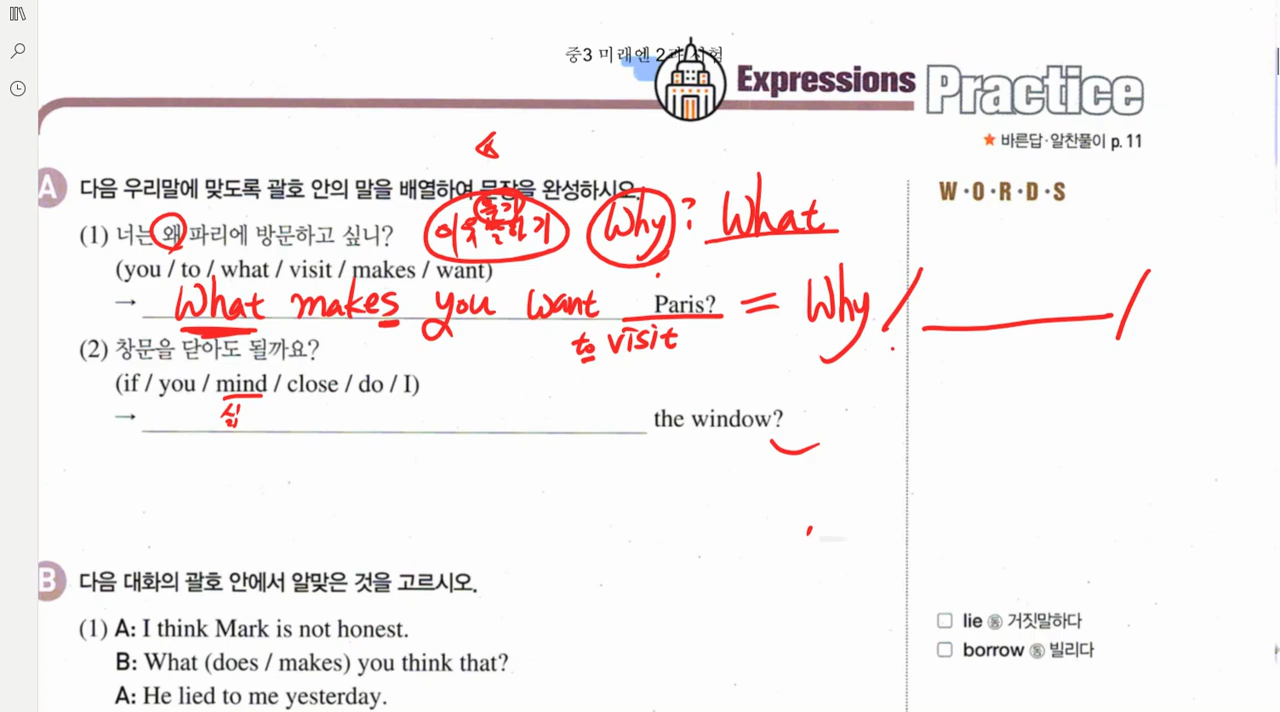 중3 미래엔 2과 시험
Expressions Practice
★ 바른답·알찬풀이 p. 11
A 다음 우리말에 맞도록 괄호 안의 말을 배열하여 문장을 완성하시오.
W·O·R·D·S
Why? What
(1) 너는 왜 파리에 방문하고 싶니?
(you / to / what / visit / makes / want)
→ What makes you want Paris? = Why / /
to visit
(2) 창문을 닫아도 될까요?
(if / you / mind / close / do / I)
→ the window?
B 다음 대화의 괄호 안에서 알맞은 것을 고르시오.
(1) A: I think Mark is not honest.
lie 동 거짓말하다
B: What (does / makes) you think that?
borrow 동 빌리다
A: He lied to me yesterday.